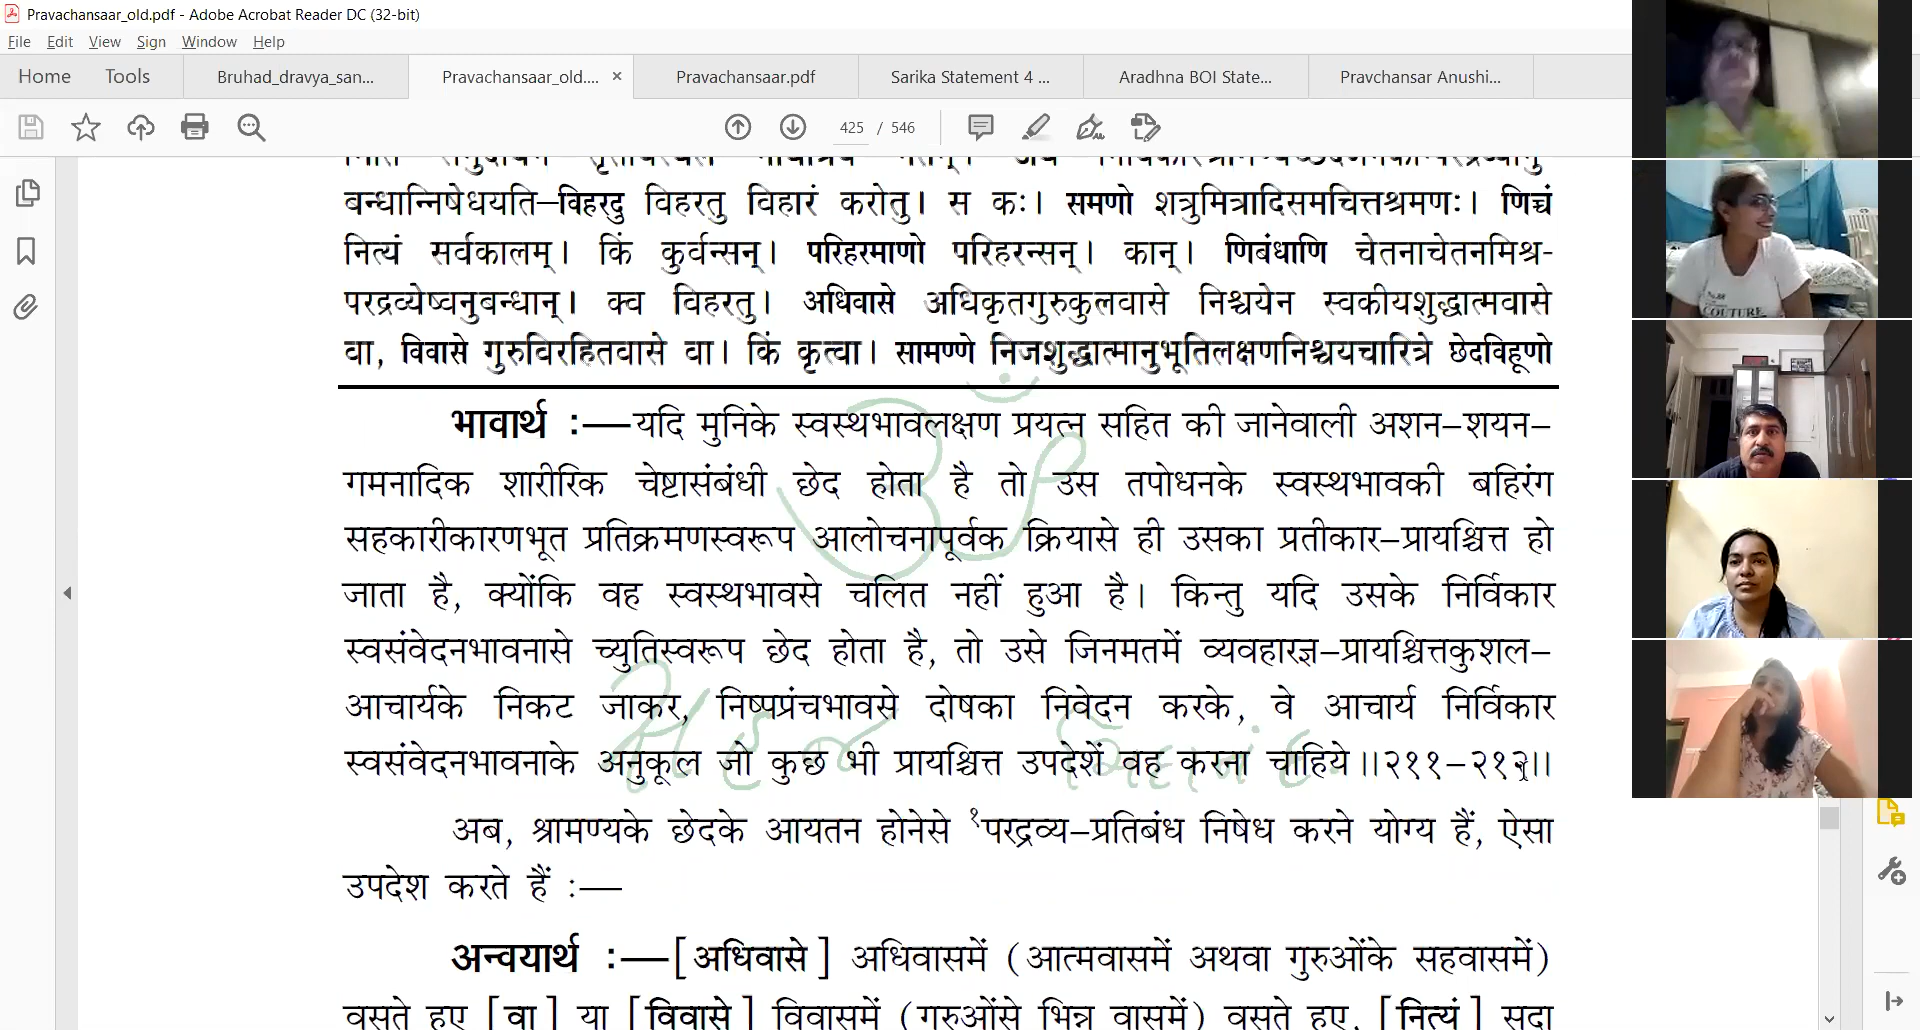 Pravachansaar_old.pdf - Adobe Acrobat Reader DC (32-bit)
File Edit View Sign Window Help
Home Tools Bruhad_dravya_san... Pravachansaar_old.... × Pravachansaar.pdf Sarika Statement 4 ... Aradhna BOI State... Pravchansar Anushi...
425 / 546
बन्धान्निषेधयति—विहरदु विहरतु विहारं करोतु। स कः। समणो शत्रुमित्रादिसमचित्तश्रमणः। णिच्चं
नित्यं सर्वकालम्। किं कुर्वन्सन्। परिहरमाणो परिहरन्सन्। कान्। णिबंधाणि चेतनाचेतनमिश्र-
परद्रव्येष्वनुबन्धान्। क्व विहरतु। अधिवासे अधिकृतगुरुकुलवासे निश्चयेन स्वकीयशुद्धात्मवासे
वा, विवासे गुरुविरहितवासे वा। किं कृत्वा। सामण्णे निजशुद्धात्मानुभूतिलक्षणनिश्चयचारित्रे छेदविहूणो
भावार्थ :—यदि मुनिके स्वस्थभावलक्षण प्रयत्न सहित की जानेवाली अशन–शयन–
गमनादिक शारीरिक चेष्टासंबंधी छेद होता है तो उस तपोधनके स्वस्थभावकी बहिरंग
सहकारीकारणभूत प्रतिक्रमणस्वरूप आलोचनापूर्वक क्रियासे ही उसका प्रतीकार–प्रायश्चित्त हो
जाता है, क्योंकि वह स्वस्थभावसे चलित नहीं हुआ है। किन्तु यदि उसके निर्विकार
स्वसंवेदनभावनासे च्युतिस्वरूप छेद होता है, तो उसे जिनमतमें व्यवहारज्ञ–प्रायश्चित्तकुशल–
आचार्यके निकट जाकर, निष्पप्रंचभावसे दोषका निवेदन करके, वे आचार्य निर्विकार
स्वसंवेदनभावनाके अनुकूल जो कुछ भी प्रायश्चित्त उपदेशें वह करना चाहिये।।२११–२१२।।
अब, श्रामण्यके छेदके आयतन होनेसे १परद्रव्य–प्रतिबंध निषेध करने योग्य हैं, ऐसा
उपदेश करते हैं :—
अन्वयार्थ :—[अधिवासे] अधिवासमें (आत्मवासमें अथवा गुरुओंके सहवासमें)
वसते हुए [वा] या [विवासे] विवासमें (गुरुओंसे भिन्न वासमें) वसते हुए, [नित्यं] सदा